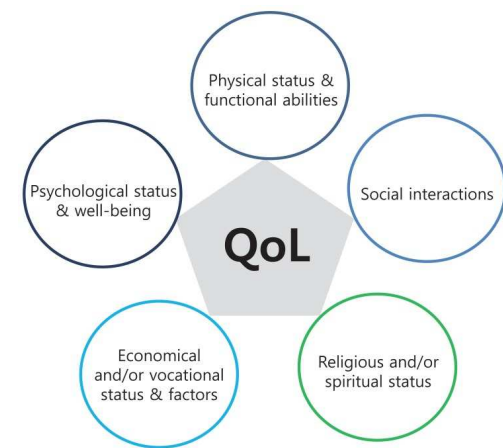 Physical status &
functional abilities
Psychological status
& well-being
Social interactions
QoL
Economical
and/or vocational
status & factors
Religious and/or
spiritual status